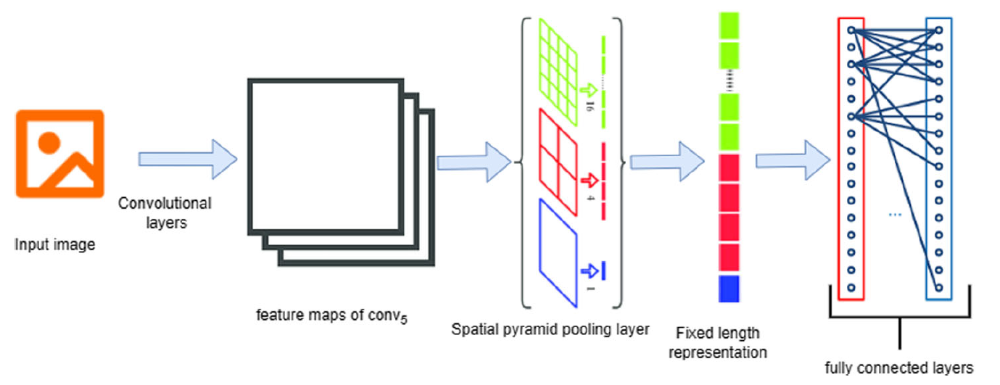 Input image
Convolutional
layers
feature maps of conv5
16
4
1
Spatial pyramid pooling layer
Fixed length
representation
...
fully connected layers